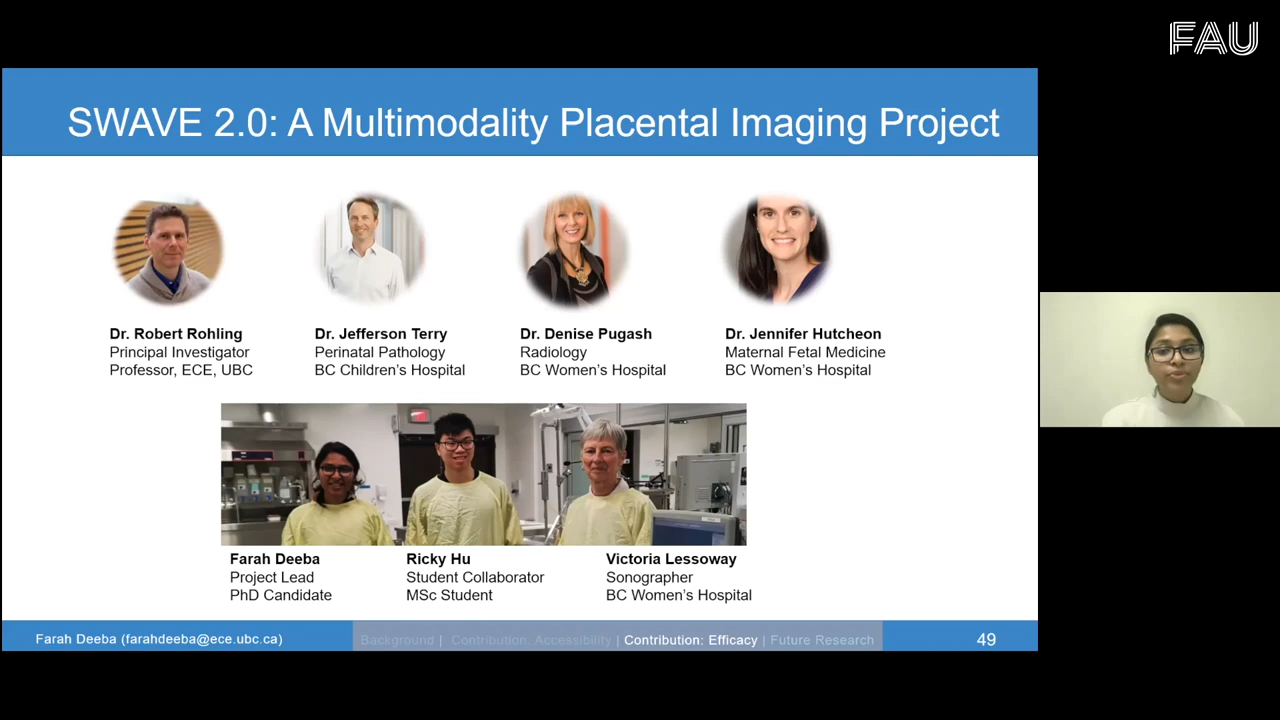 FAU
SWAVE 2.0: A Multimodality Placental Imaging Project
Dr. Robert Rohling
Principal Investigator
Professor, ECE, UBC
Dr. Jefferson Terry
Perinatal Pathology
BC Children's Hospital
Dr. Denise Pugash
Radiology
BC Women's Hospital
Dr. Jennifer Hutcheon
Maternal Fetal Medicine
BC Women's Hospital
Farah Deeba
Project Lead
PhD Candidate
Ricky Hu
Student Collaborator
MSc Student
Victoria Lessoway
Sonographer
BC Women's Hospital
Farah Deeba (farahdeeba@ece.ubc.ca)
Background | Contribution: Accessibility | Contribution: Efficacy | Future Research
49